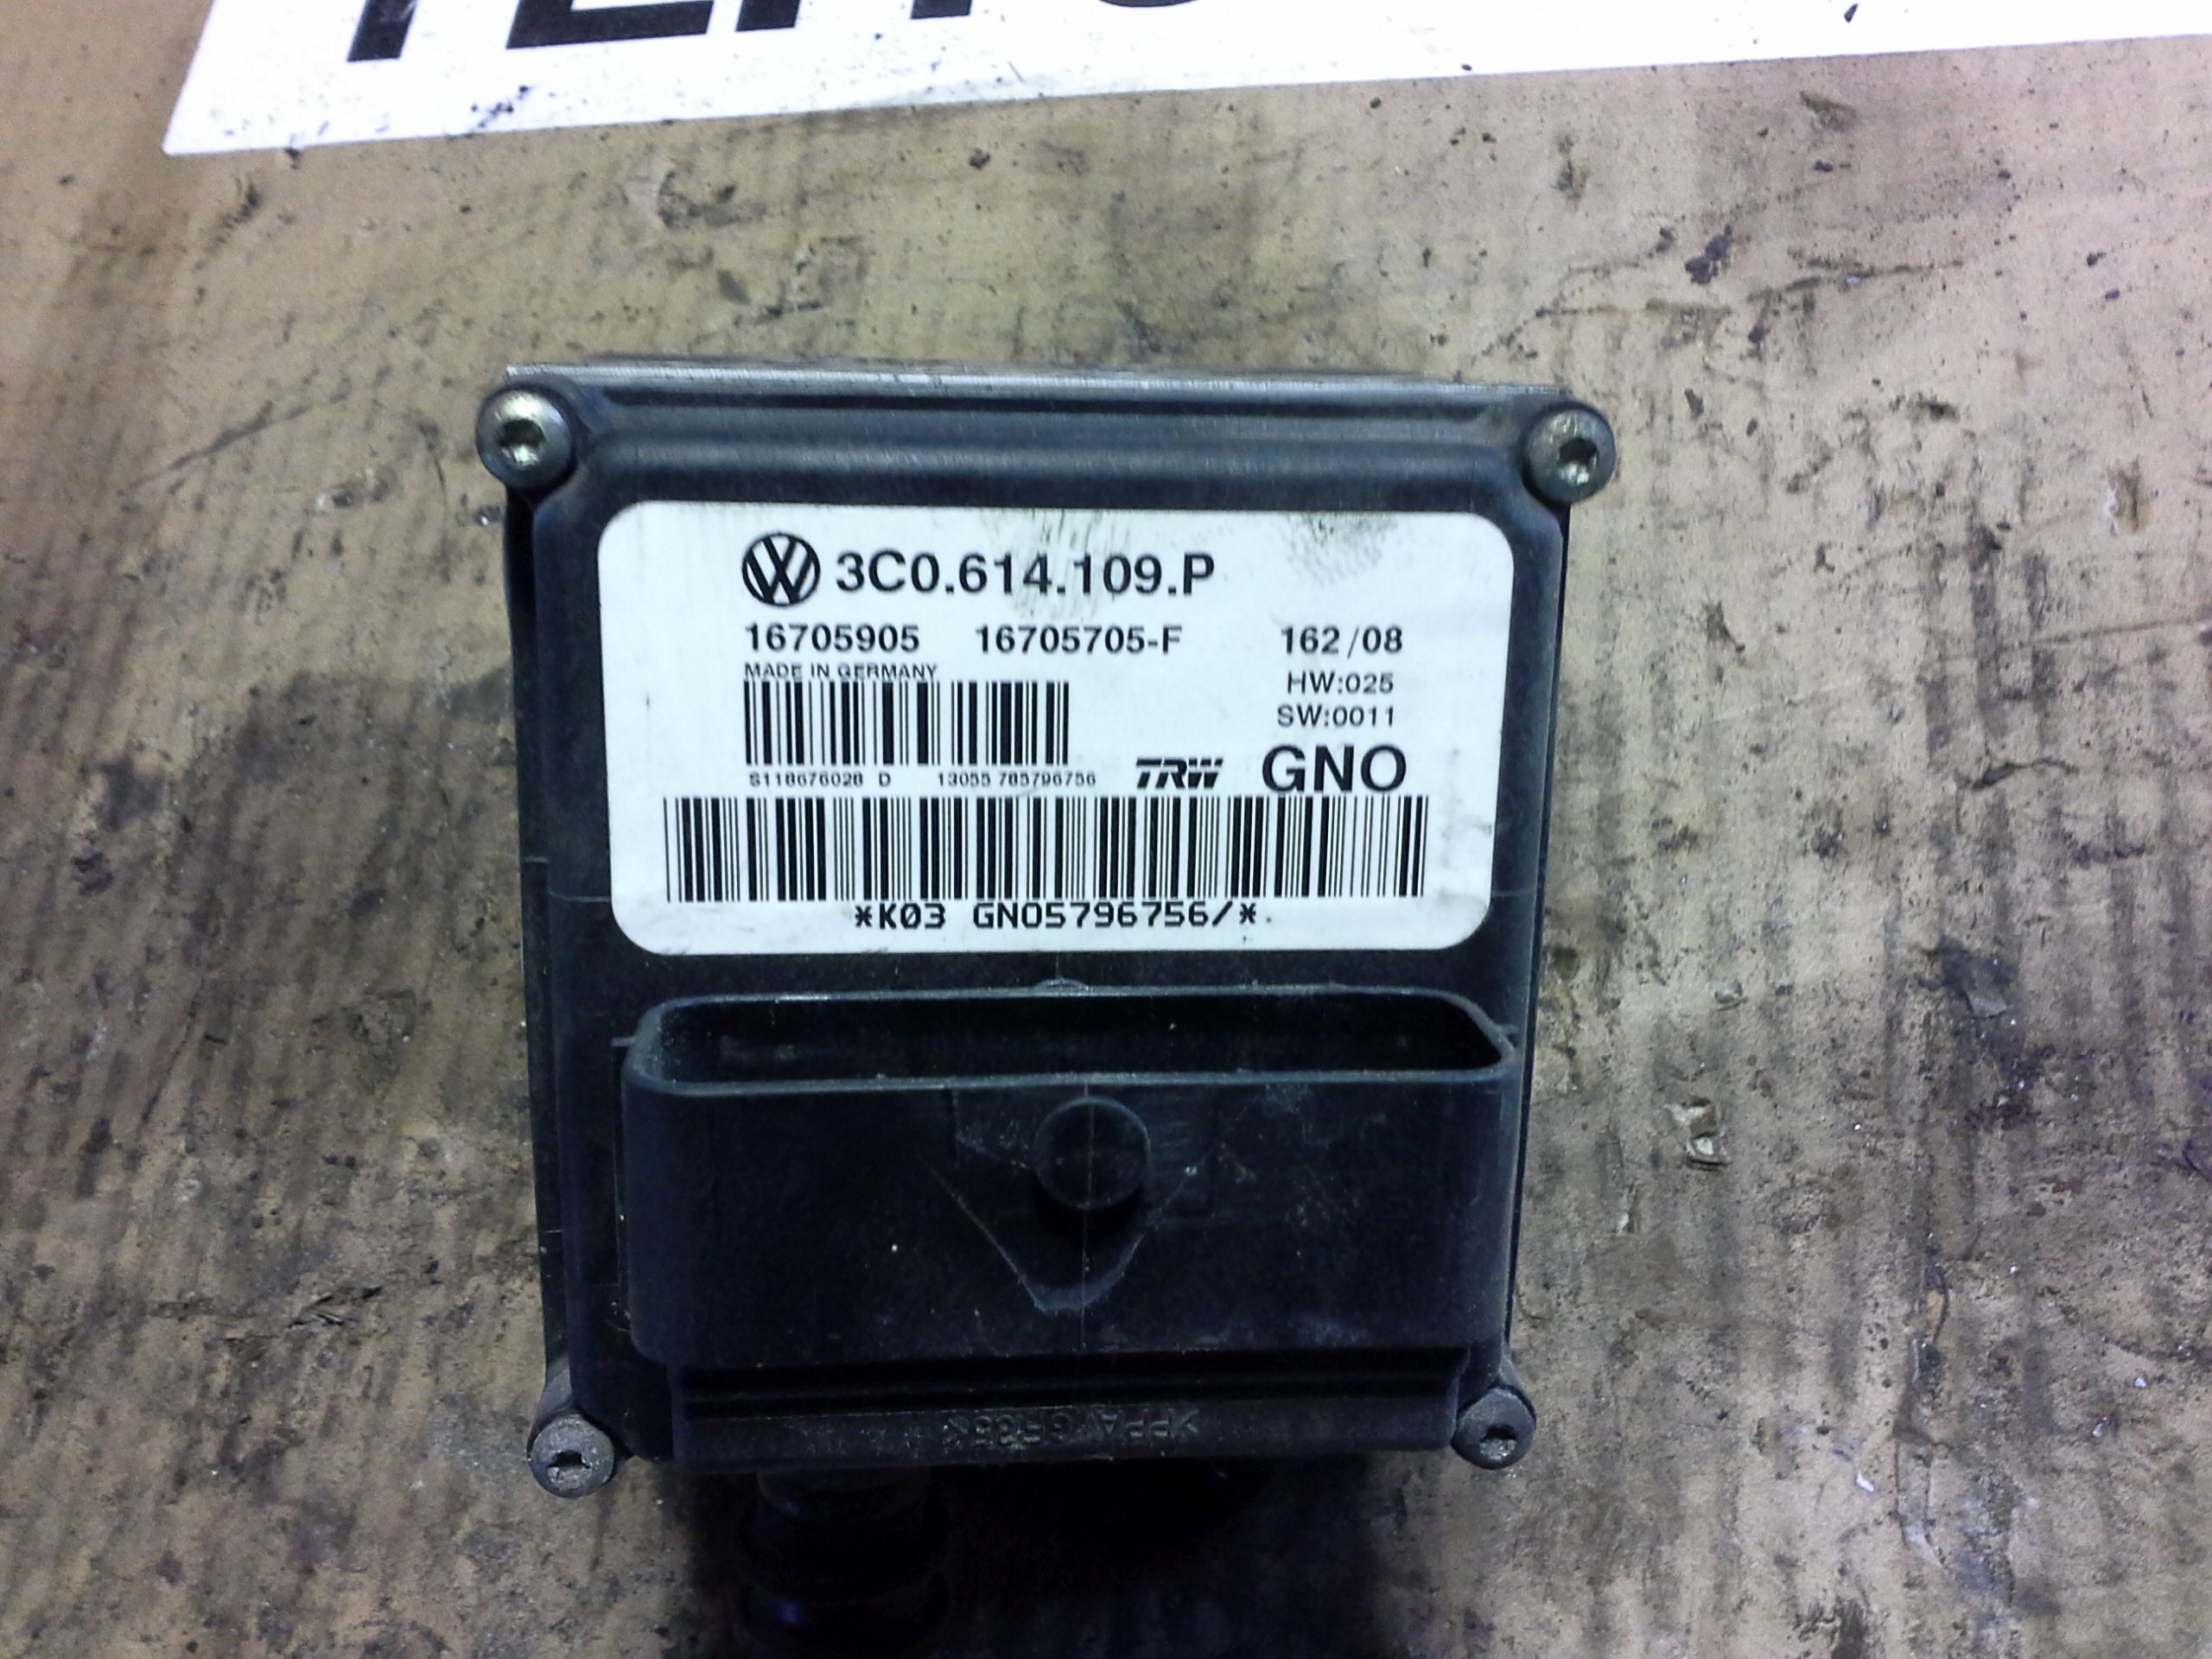 3C0.614.109.P
16705905 16705705-F 162/08
MADE IN GERMANY
HW:025
SW:0011
S118676028 D 13055 785796756 TRW GNO
*K03 GNO5796756/*